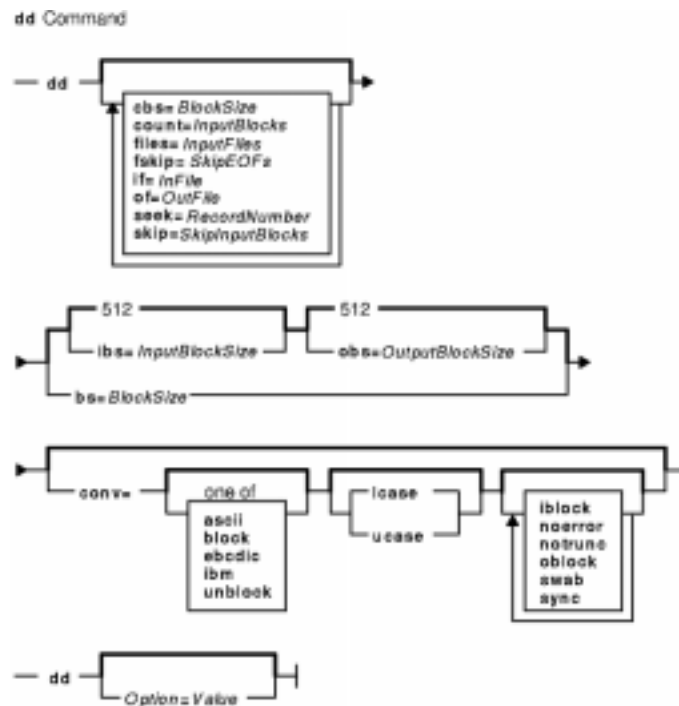 dd Command
dd
cbs=BlockSize
count=InputBlocks
files=InputFiles
fskip=SkipEOFs
if=InFile
of=OutFile
seek=RecordNumber
skip=SkipInputBlocks
512 512
ibs=InputBlockSize obs=OutputBlockSize
bs=BlockSize
conv= one of lcase iblock
ascii ucase noerror
block notrunc
ebcdic oblock
ibm swab
unblock sync
dd
Option=Value